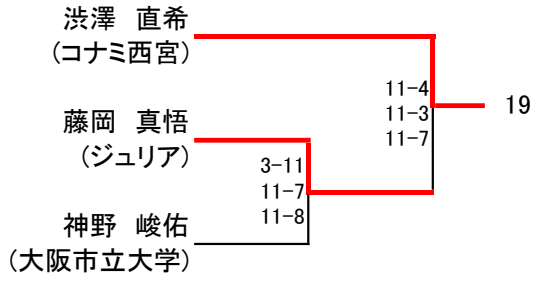 渋澤　直希
(コナミ西宮)
11-4
11-3
11-7
19
藤岡　真悟
(ジュリア)
3-11
11-7
11-8
神野　峻佑
(大阪市立大学)